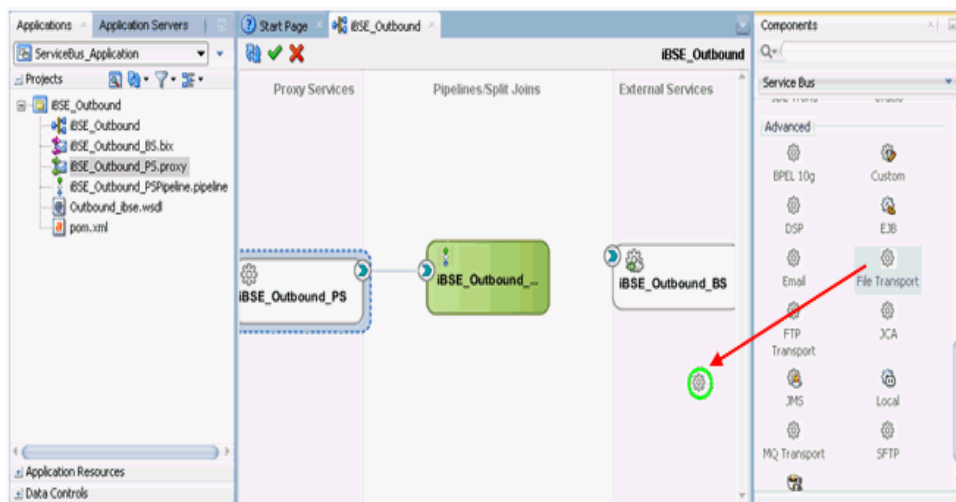 Applications
Application Servers
ServiceBus_Application
Projects
iBSE_Outbound
iBSE_Outbound
iBSE_Outbound_BS.bix
iBSE_Outbound_PS.proxy
iBSE_Outbound_PSPipeline.pipeline
Outbound_ibse.wsdl
pom.xml
Application Resources
Data Controls
Start Page
iBSE_Outbound
iBSE_Outbound
Proxy Services
Pipelines/Split Joins
External Services
iBSE_Outbound_PS
iBSE_Outbound_...
iBSE_Outbound_BS
Components
Service Bus
Advanced
BPEL 10g
Custom
DSP
EJB
Email
File Transport
FTP
Transport
JCA
JMS
Local
MQ Transport
SFTP